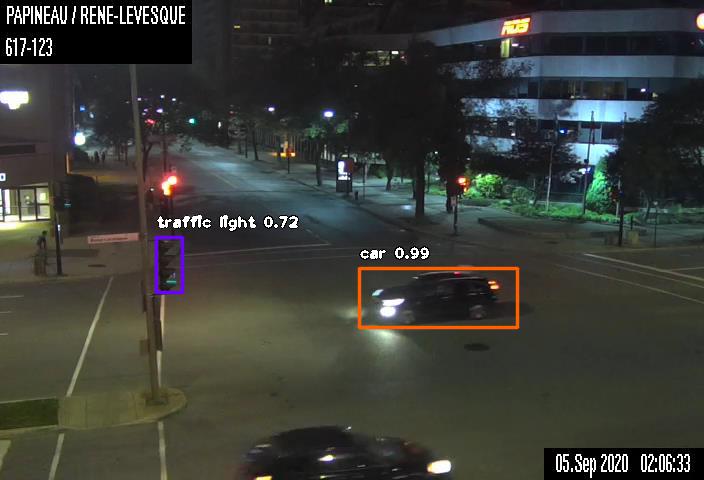 PAPINEAU / RENE-LEVESQUE
617-123
traffic light 0.72
car 0.99
05.Sep 2020 02:06:33